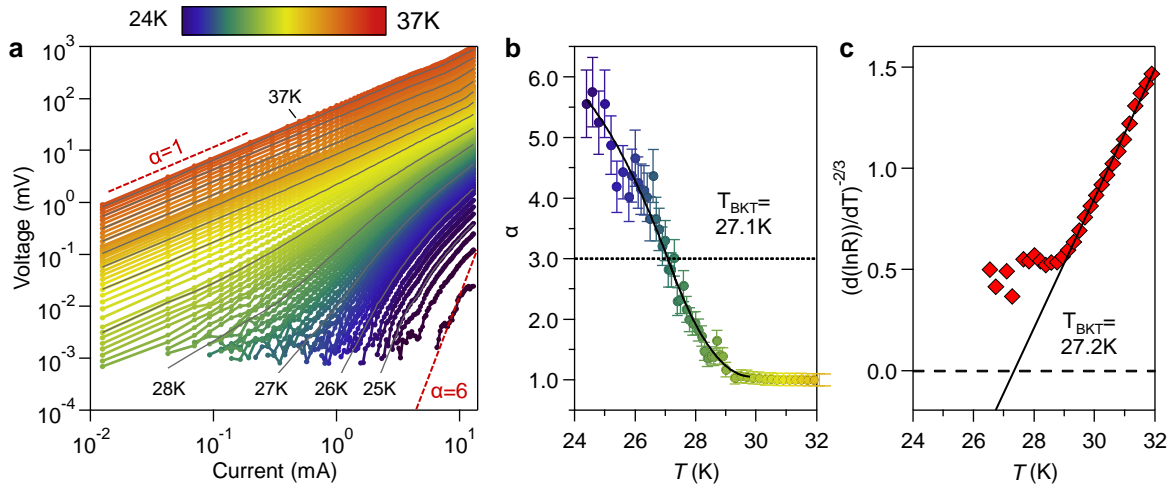 24K
37K
a
10^3
10^2
10^1
10^0
10^-1
10^-2
10^-3
10^-4
Voltage (mV)
α=1
37K
28K
27K
26K
25K
α=6
10^-2
10^-1
10^0
10^1
Current (mA)
b
6.0
5.0
4.0
3.0
2.0
1.0
α
T_BKT=
27.1K
24
26
28
30
32
T (K)
c
1.5
1.0
0.5
0.0
(d(lnR))/dT)^-2/3
T_BKT=
27.2K
24
26
28
30
32
T (K)